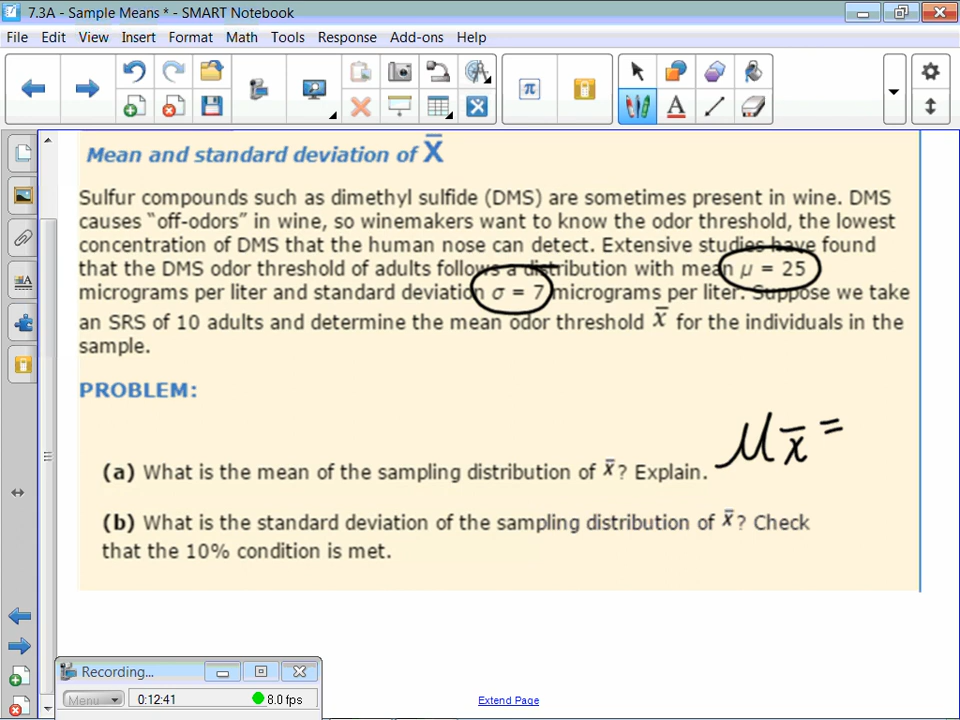 7.3A - Sample Means * - SMART Notebook
File Edit View Insert Format Math Tools Response Add-ons Help
Mean and standard deviation of X̄
Sulfur compounds such as dimethyl sulfide (DMS) are sometimes present in wine. DMS
causes “off-odors” in wine, so winemakers want to know the odor threshold, the lowest
concentration of DMS that the human nose can detect. Extensive studies have found
that the DMS odor threshold of adults follows a distribution with mean μ = 25
micrograms per liter and standard deviation σ = 7 micrograms per liter. Suppose we take
an SRS of 10 adults and determine the mean odor threshold x̄ for the individuals in the
sample.
PROBLEM:
μx̄ =
(a) What is the mean of the sampling distribution of x̄? Explain.
(b) What is the standard deviation of the sampling distribution of x̄? Check
that the 10% condition is met.
Recording...
Menu 0:12:41 8.0 fps
Extend Page